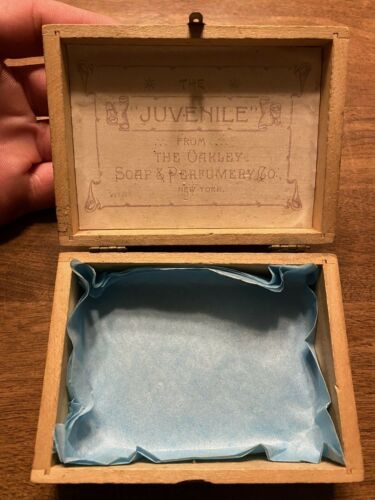 THE
"JUVENILE"
FROM
THE OAKLEY
SOAP & PERFUMERY CO.
NEW YORK.